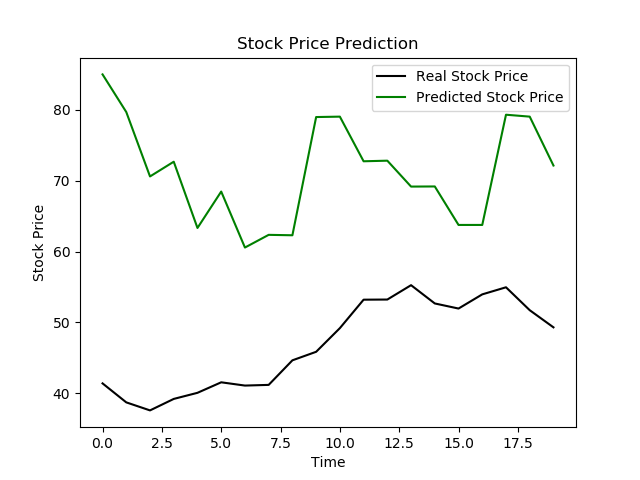 Stock Price Prediction
Real Stock Price
Predicted Stock Price
Stock Price
80
70
60
50
40
0.0 2.5 5.0 7.5 10.0 12.5 15.0 17.5
Time